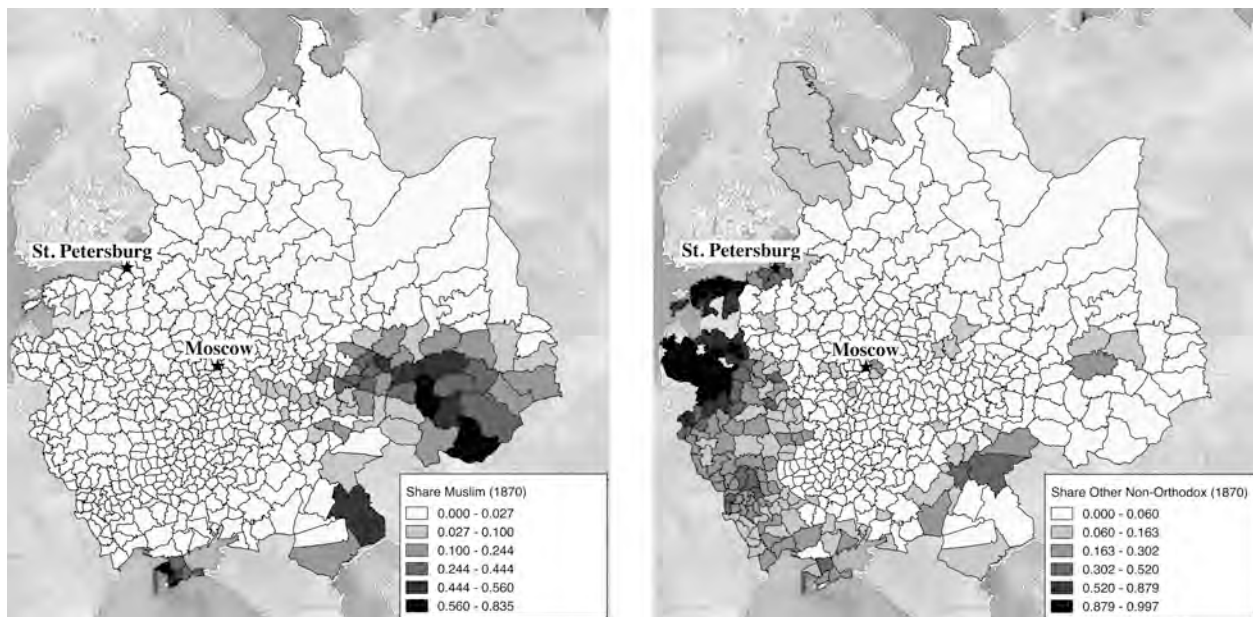 St. Petersburg
Moscow
Share Muslim (1870)
0.000 - 0.027
0.027 - 0.100
0.100 - 0.244
0.244 - 0.444
0.444 - 0.560
0.560 - 0.835
St. Petersburg
Moscow
Share Other Non-Orthodox (1870)
0.000 - 0.060
0.060 - 0.163
0.163 - 0.302
0.302 - 0.520
0.520 - 0.879
0.879 - 0.997